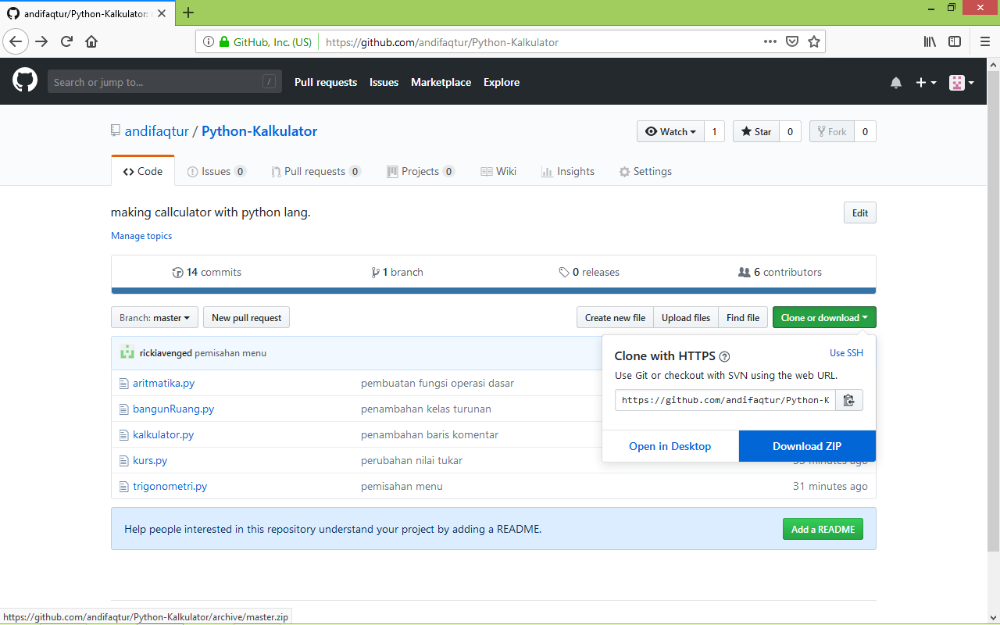 andifaqtur/Python-Kalkulator:
GitHub, Inc. (US) https://github.com/andifaqtur/Python-Kalkulator
Search or jump to... / Pull requests Issues Marketplace Explore
andifaqtur / Python-Kalkulator Watch 1 Star 0 Fork 0
Code Issues 0 Pull requests 0 Projects 0 Wiki Insights Settings
making callculator with python lang. Edit
Manage topics
14 commits 1 branch 0 releases 6 contributors
Branch: master New pull request Create new file Upload files Find file Clone or download
rickiavenged pemisahan menu
Clone with HTTPS ? Use SSH
Use Git or checkout with SVN using the web URL.
https://github.com/andifaqtur/Python-K
Open in Desktop Download ZIP
aritmatika.py pembuatan fungsi operasi dasar
bangunRuang.py penambahan kelas turunan
kalkulator.py penambahan baris komentar
kurs.py perubahan nilai tukar minutes ago
trigonometri.py pemisahan menu 31 minutes ago
Help people interested in this repository understand your project by adding a README. Add a README
https://github.com/andifaqtur/Python-Kalkulator/archive/master.zip